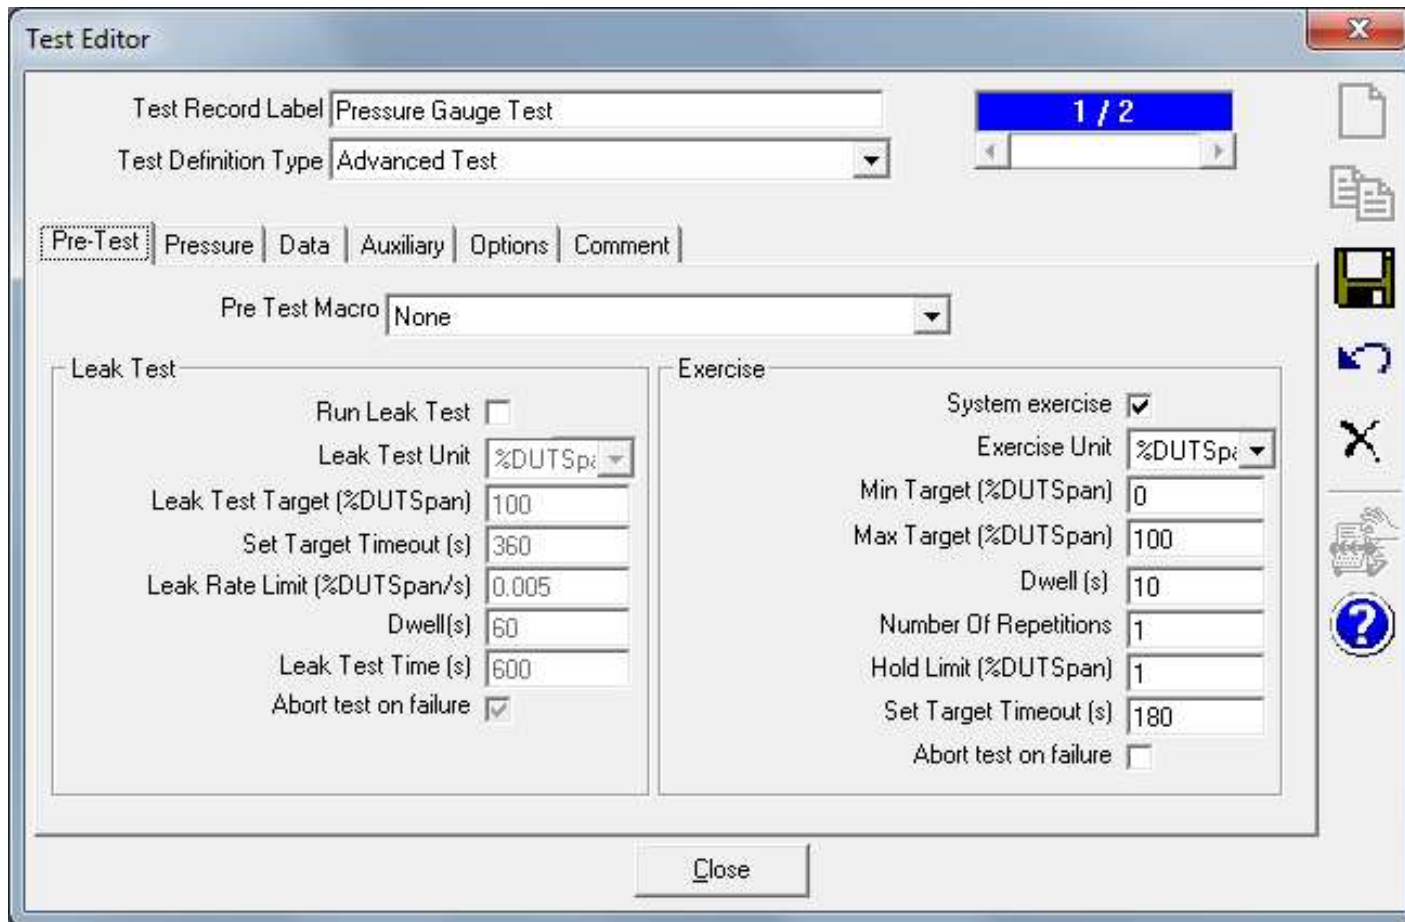 Test Editor
Test Record Label Pressure Gauge Test
1 / 2
Test Definition Type Advanced Test
Pre-Test Pressure Data Auxiliary Options Comment
Pre Test Macro None
Leak Test
Run Leak Test
Leak Test Unit %DUTSp
Leak Test Target (%DUTSpan) 100
Set Target Timeout (s) 360
Leak Rate Limit (%DUTSpan/s) 0.005
Dwell(s) 60
Leak Test Time (s) 600
Abort test on failure
Exercise
System exercise
Exercise Unit %DUTSp
Min Target (%DUTSpan) 0
Max Target (%DUTSpan) 100
Dwell (s) 10
Number Of Repetitions 1
Hold Limit (%DUTSpan) 1
Set Target Timeout (s) 180
Abort test on failure
Close